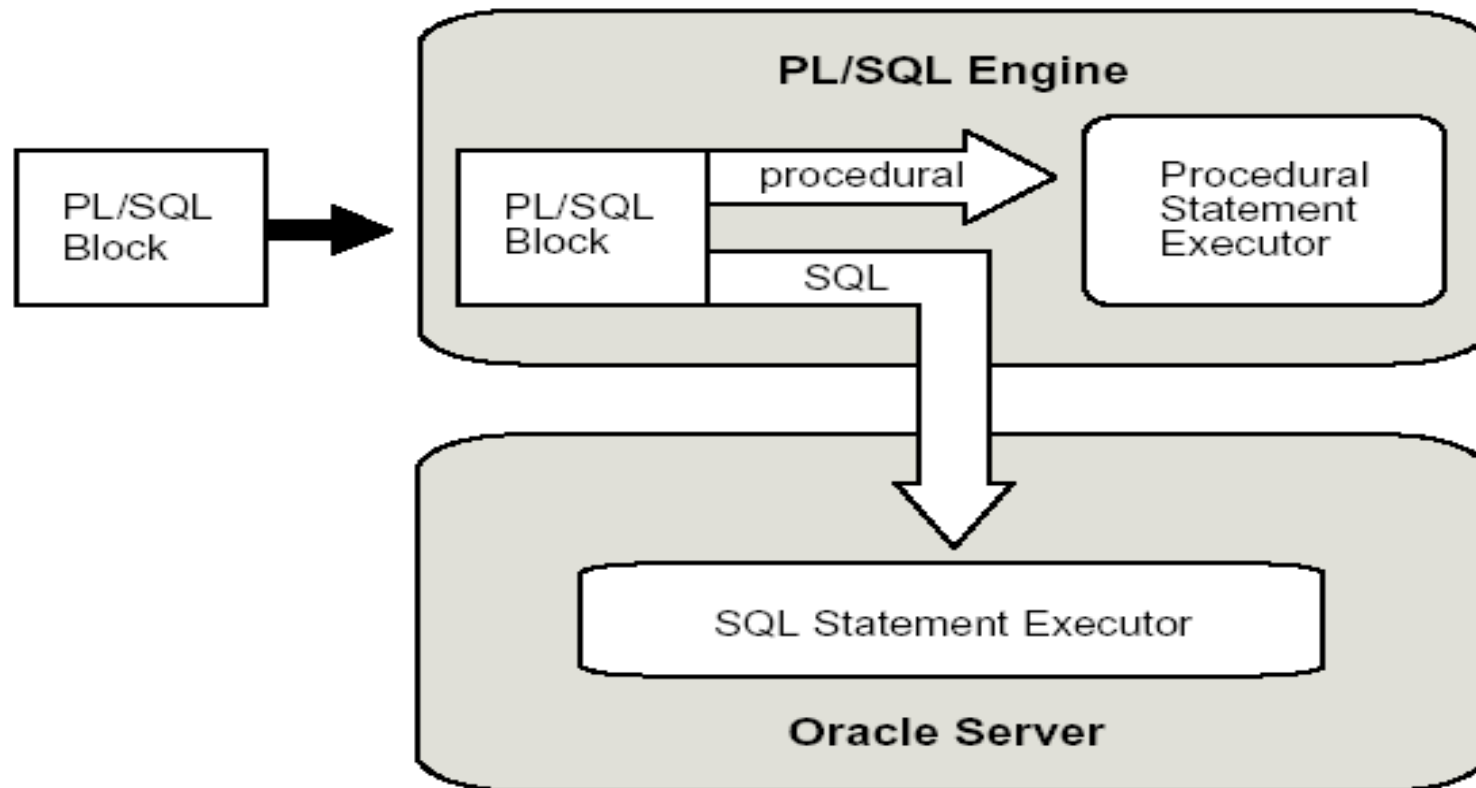 PL/SQL Engine
PL/SQL
Block
PL/SQL
Block
procedural
SQL
Procedural
Statement
Executor
SQL Statement Executor
Oracle Server